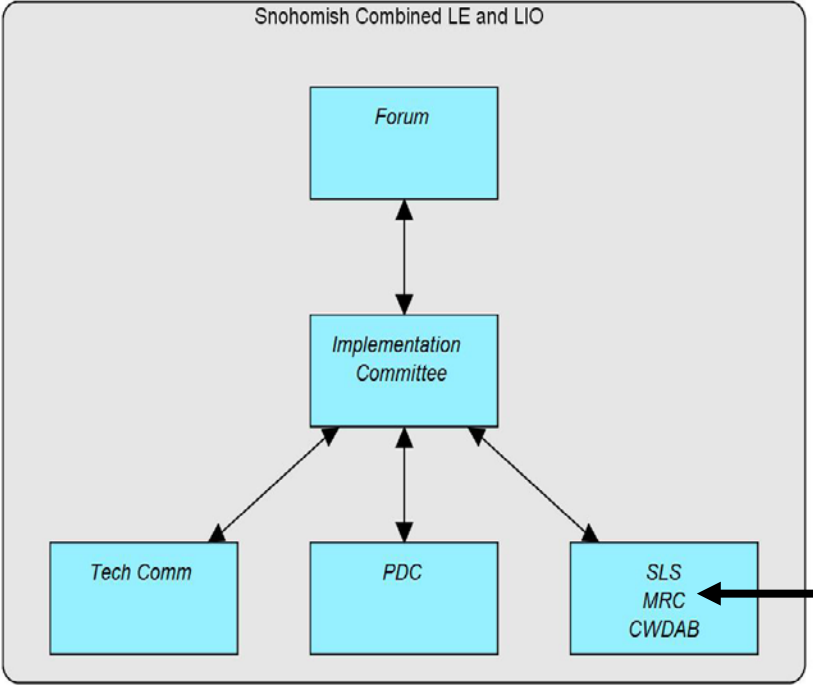 Snohomish Combined LE and LIO
Forum
Implementation
Committee
Tech Comm
PDC
SLS
MRC
CWDAB